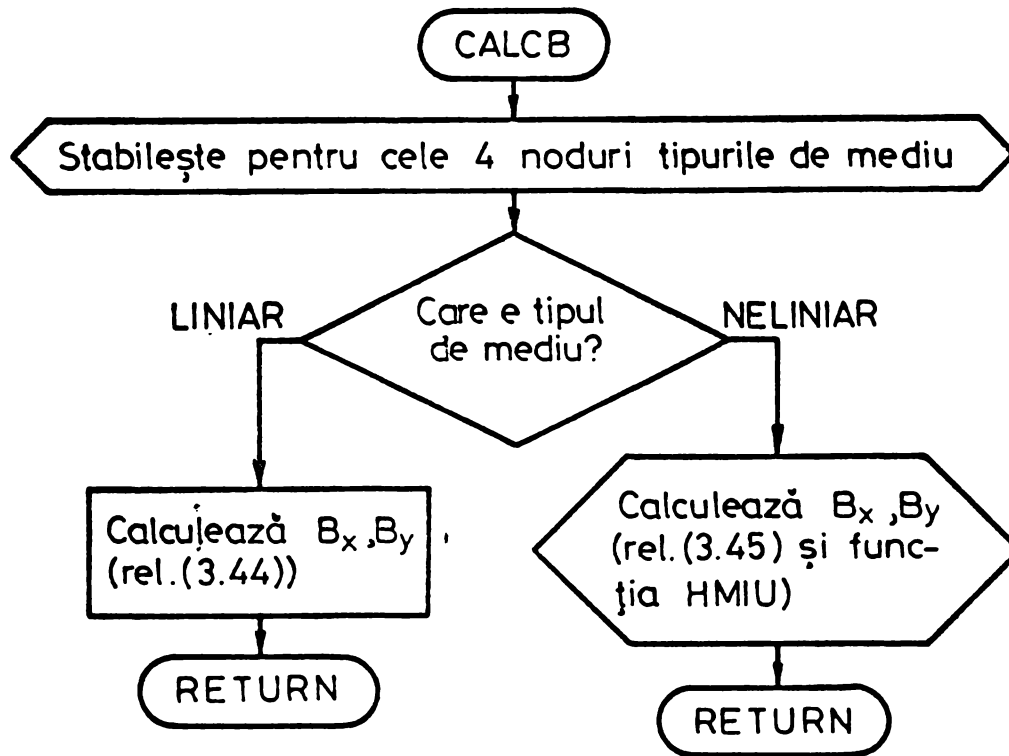 CALCB
Stabilește pentru cele 4 noduri tipurile de mediu
LINIAR
Care e tipul
de mediu?
NELINIAR
Calculează Bx,By
(rel.(3.44))
Calculează Bx,By
(rel.(3.45) și func-
ția HMIU)
RETURN
RETURN